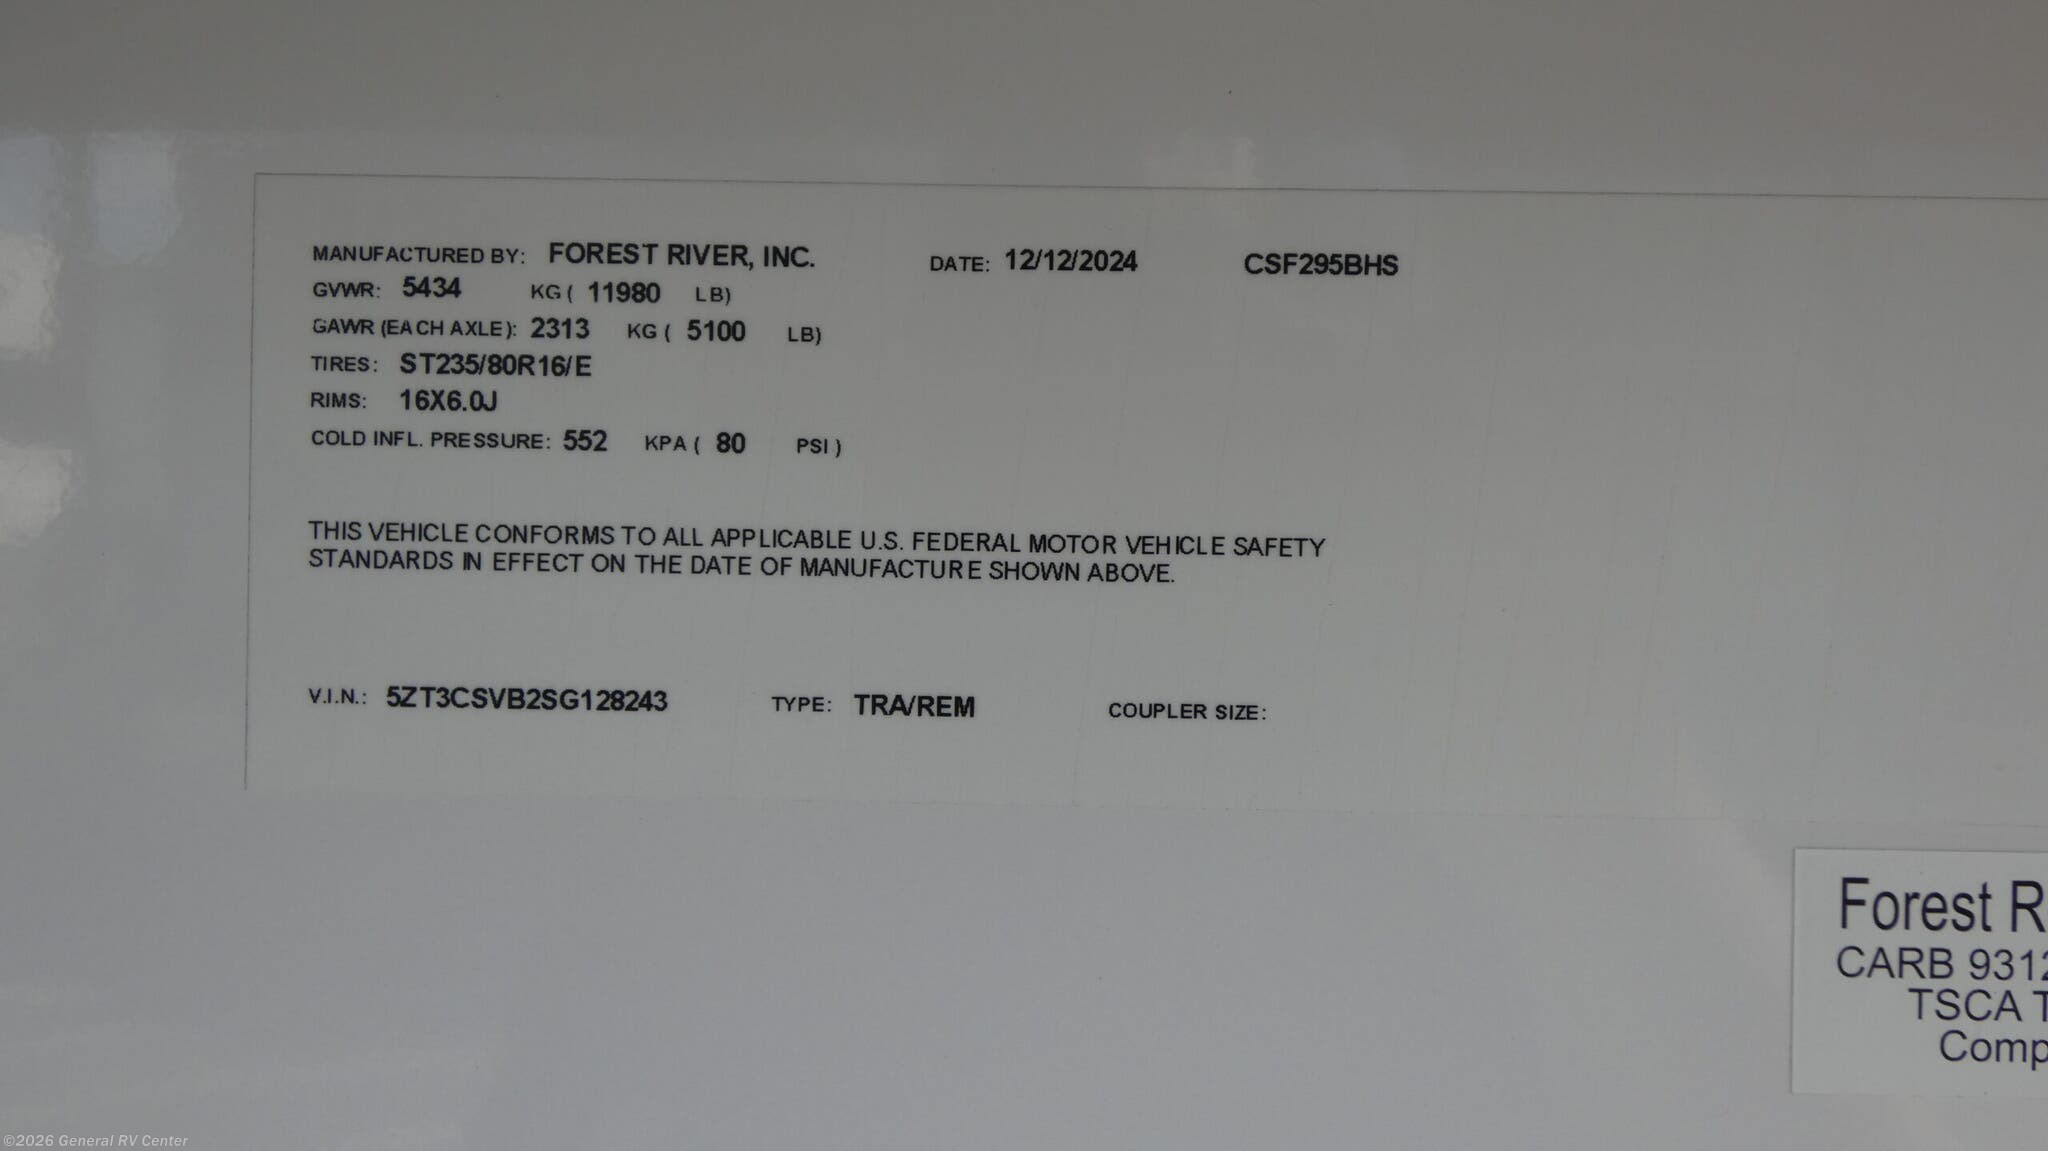 MANUFACTURED BY: FOREST RIVER, INC. DATE: 12/12/2024 CSF295BHS
GVWR: 5434 KG ( 11980 LB)
GAWR (EACH AXLE): 2313 KG ( 5100 LB)
TIRES: ST235/80R16/E
RIMS: 16X6.0J
COLD INFL. PRESSURE: 552 KPA ( 80 PSI )
THIS VEHICLE CONFORMS TO ALL APPLICABLE U.S. FEDERAL MOTOR VEHICLE SAFETY
STANDARDS IN EFFECT ON THE DATE OF MANUFACTURE SHOWN ABOVE.
V.I.N.: 5ZT3CSVB2SG128243 TYPE: TRA/REM COUPLER SIZE:
Forest
CARB
TSCA
©2026 General RV Center